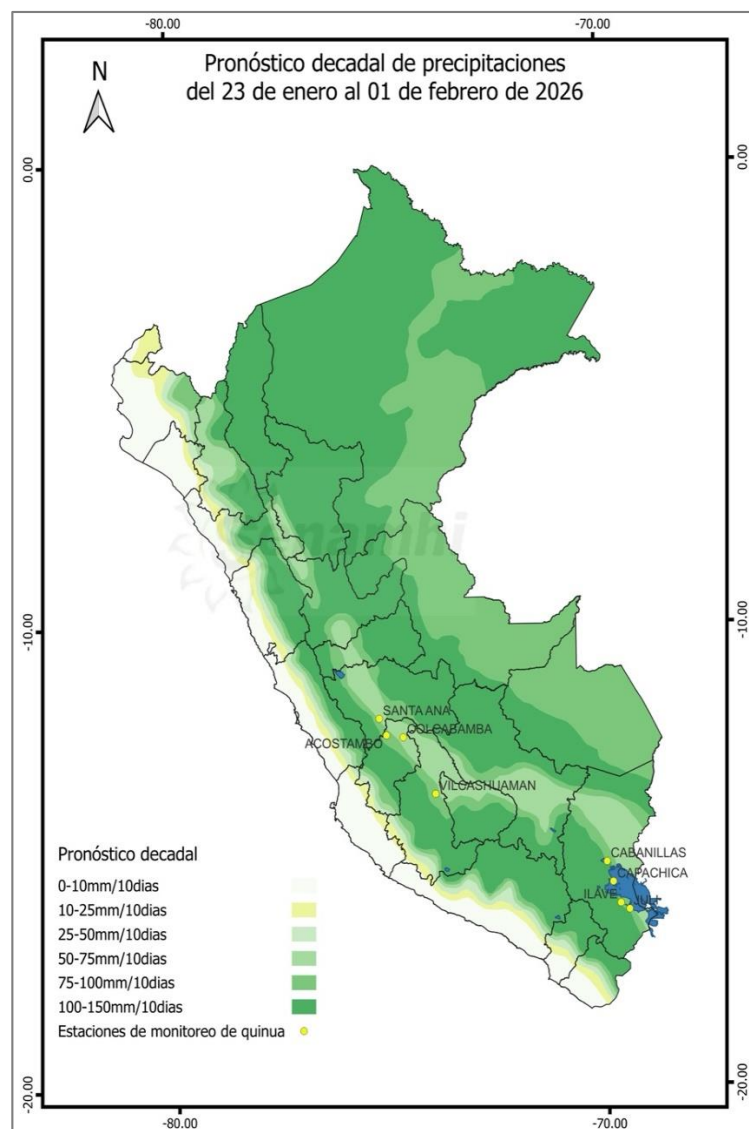 -80.00
-70.00
N
Pronóstico decadal de precipitaciones
del 23 de enero al 01 de febrero de 2026
0.00
0.00
senamhi
-10.00
-10.00
SANTA ANA
COLCABAMBA
ACOSTAMBO
VILCASHUAMAN
CABANILLAS
CAPACHICA
ILAVE
JULI
Pronóstico decadal
0-10mm/10dias
10-25mm/10dias
25-50mm/10dias
50-75mm/10dias
75-100mm/10dias
100-150mm/10dias
Estaciones de monitoreo de quinua
-20.00
-20.00
-80.00
-70.00